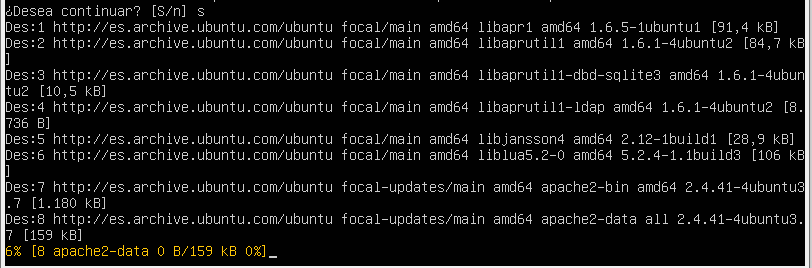 ¿Desea continuar? [S/n] s
Des:1 http://es.archive.ubuntu.com/ubuntu focal/main amd64 libapr1 amd64 1.6.5-1ubuntu1 [91,4 kB]
Des:2 http://es.archive.ubuntu.com/ubuntu focal/main amd64 libaprutil1 amd64 1.6.1-4ubuntu2 [84,7 kB
]
Des:3 http://es.archive.ubuntu.com/ubuntu focal/main amd64 libaprutil1-dbd-sqlite3 amd64 1.6.1-4ubun
tu2 [10,5 kB]
Des:4 http://es.archive.ubuntu.com/ubuntu focal/main amd64 libaprutil1-ldap amd64 1.6.1-4ubuntu2 [8.
736 B]
Des:5 http://es.archive.ubuntu.com/ubuntu focal/main amd64 libjansson4 amd64 2.12-1build1 [28,9 kB]
Des:6 http://es.archive.ubuntu.com/ubuntu focal/main amd64 liblua5.2-0 amd64 5.2.4-1.1build3 [106 kB
]
Des:7 http://es.archive.ubuntu.com/ubuntu focal-updates/main amd64 apache2-bin amd64 2.4.41-4ubuntu3
.7 [1.180 kB]
Des:8 http://es.archive.ubuntu.com/ubuntu focal-updates/main amd64 apache2-data all 2.4.41-4ubuntu3.
7 [159 kB]
6% [8 apache2-data 0 B/159 kB 0%]_